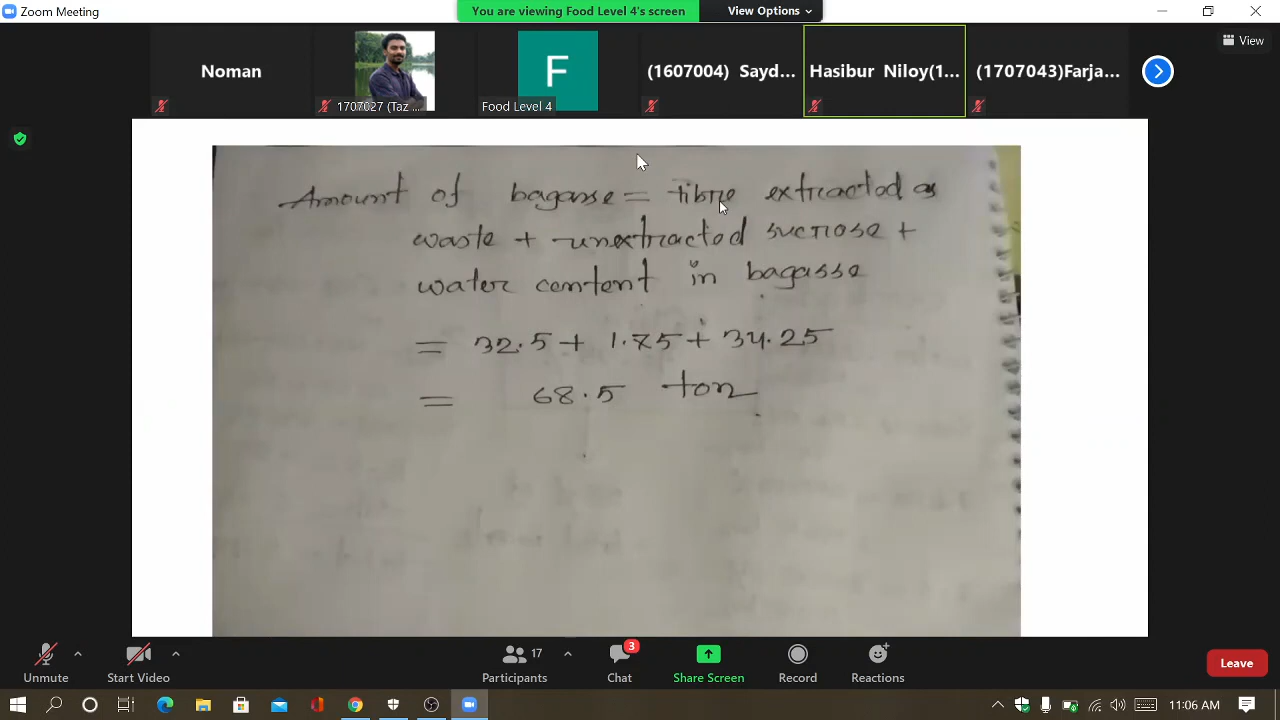 Zoom Meeting
You are viewing Food Level 4's screen
View Options
View
Noman
1707027 (Taz ...
F
Food Level 4
(1607004) Sayd...
Hasibur Niloy(1...
(1707043)Farja...
Amount of bagasse = fibre extracted as
waste + unextracted sucrose +
water content in bagasse
= 32.5 + 1.75 + 34.25
= 68.5 ton
Unmute
Start Video
17
Participants
3
Chat
Share Screen
Record
Reactions
Leave
11:06 AM